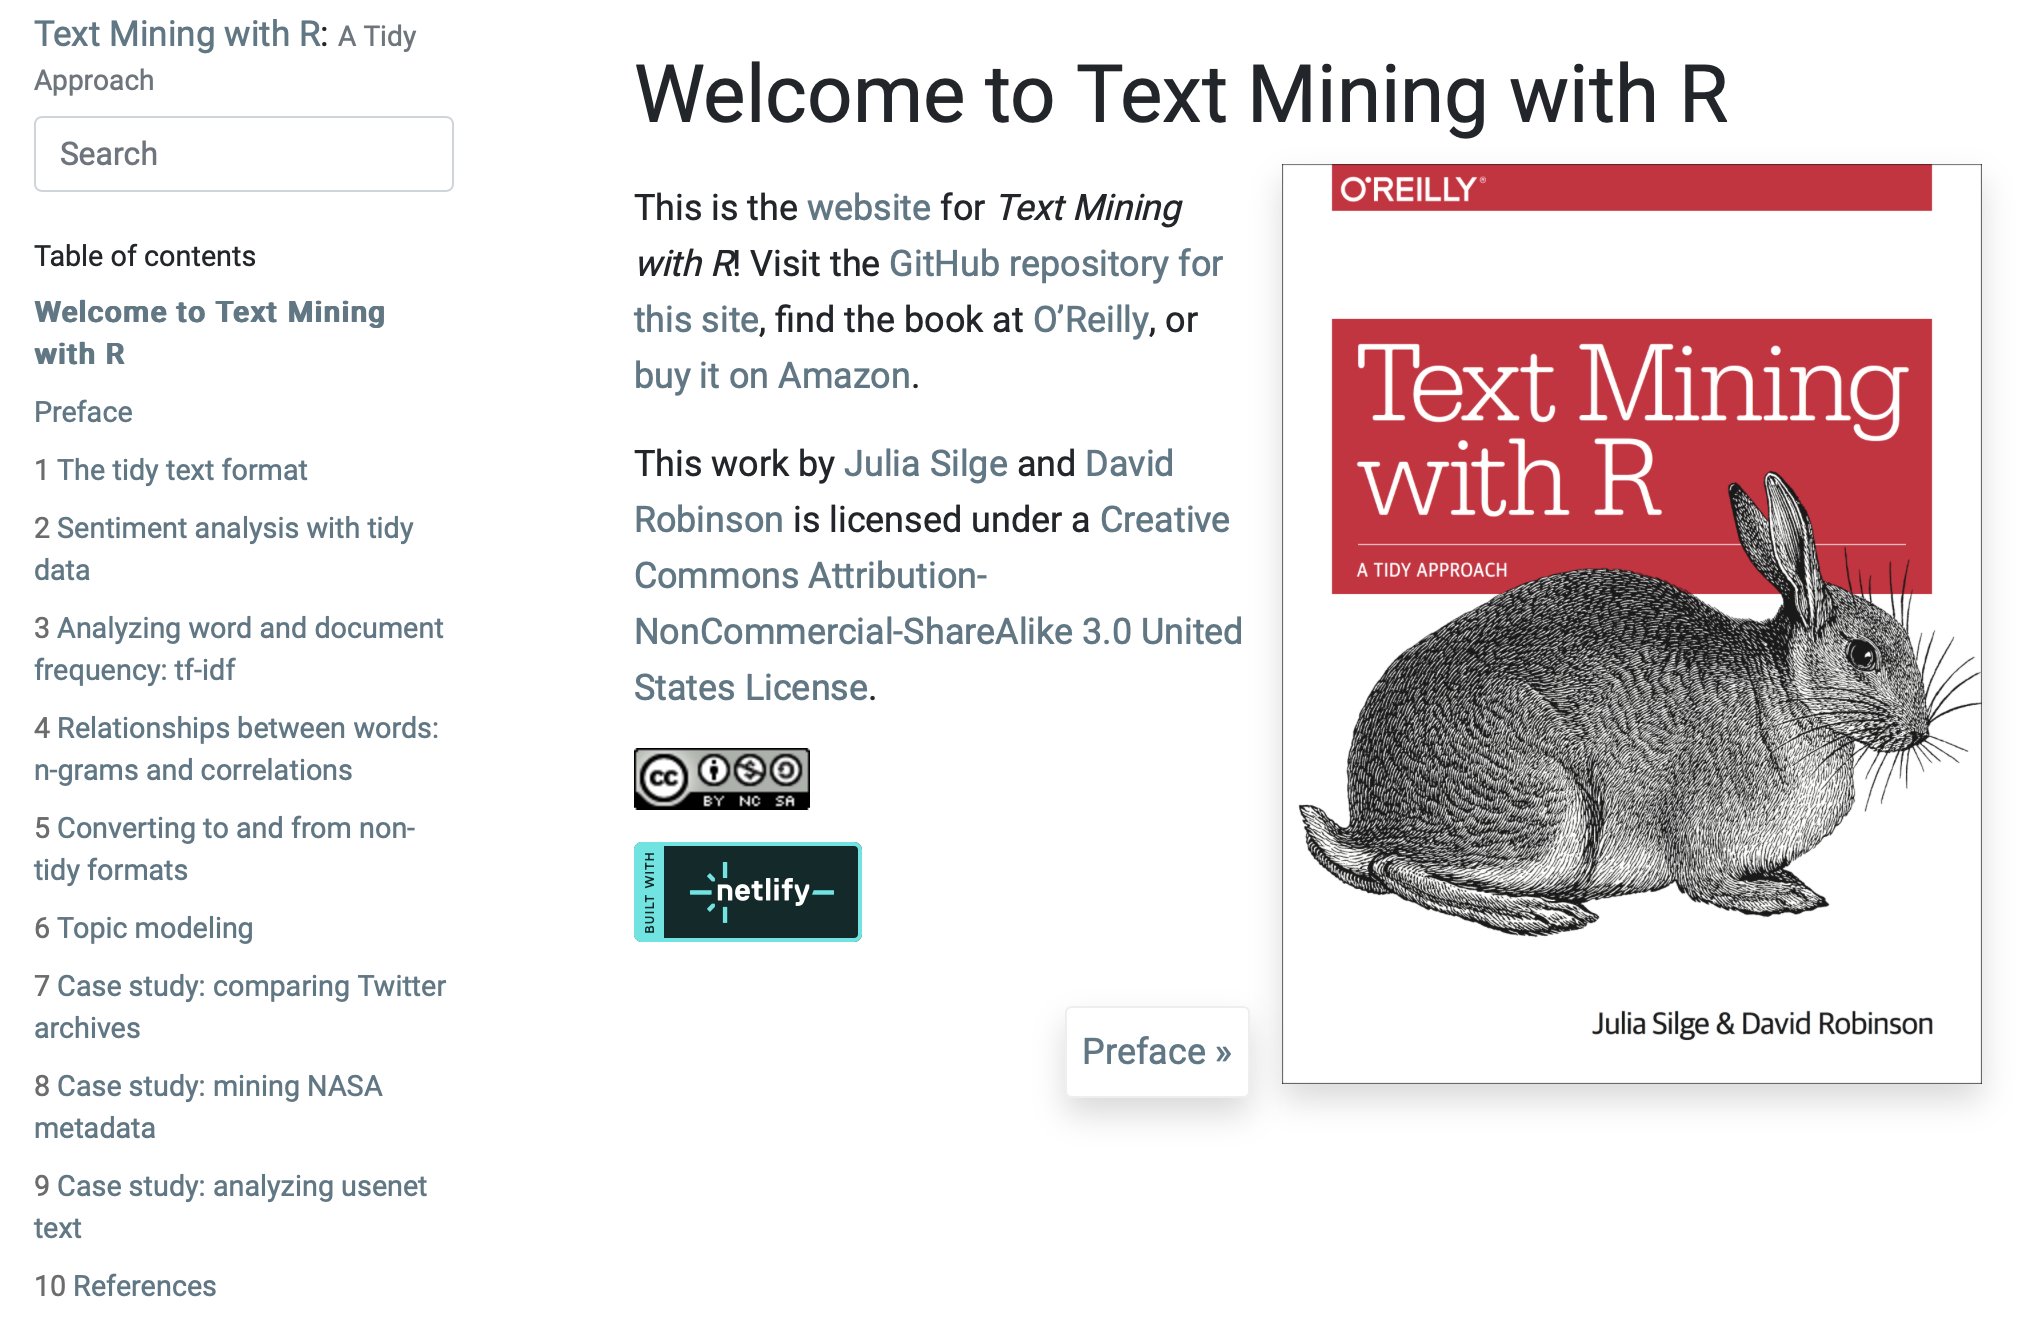 Text Mining with R: A Tidy
Approach
Search
Table of contents
Welcome to Text Mining
with R
Preface
1 The tidy text format
2 Sentiment analysis with tidy
data
3 Analyzing word and document
frequency: tf-idf
4 Relationships between words:
n-grams and correlations
5 Converting to and from non-
tidy formats
6 Topic modeling
7 Case study: comparing Twitter
archives
8 Case study: mining NASA
metadata
9 Case study: analyzing usenet
text
10 References
Welcome to Text Mining with R
This is the website for Text Mining
with R! Visit the GitHub repository for
this site, find the book at O’Reilly, or
buy it on Amazon.
This work by Julia Silge and David
Robinson is licensed under a Creative
Commons Attribution-
NonCommercial-ShareAlike 3.0 United
States License.
cc
BY NC SA
BUILT WITH
netlify
Preface »
O'REILLY®
Text Mining
with R
A TIDY APPROACH
Julia Silge & David Robinson